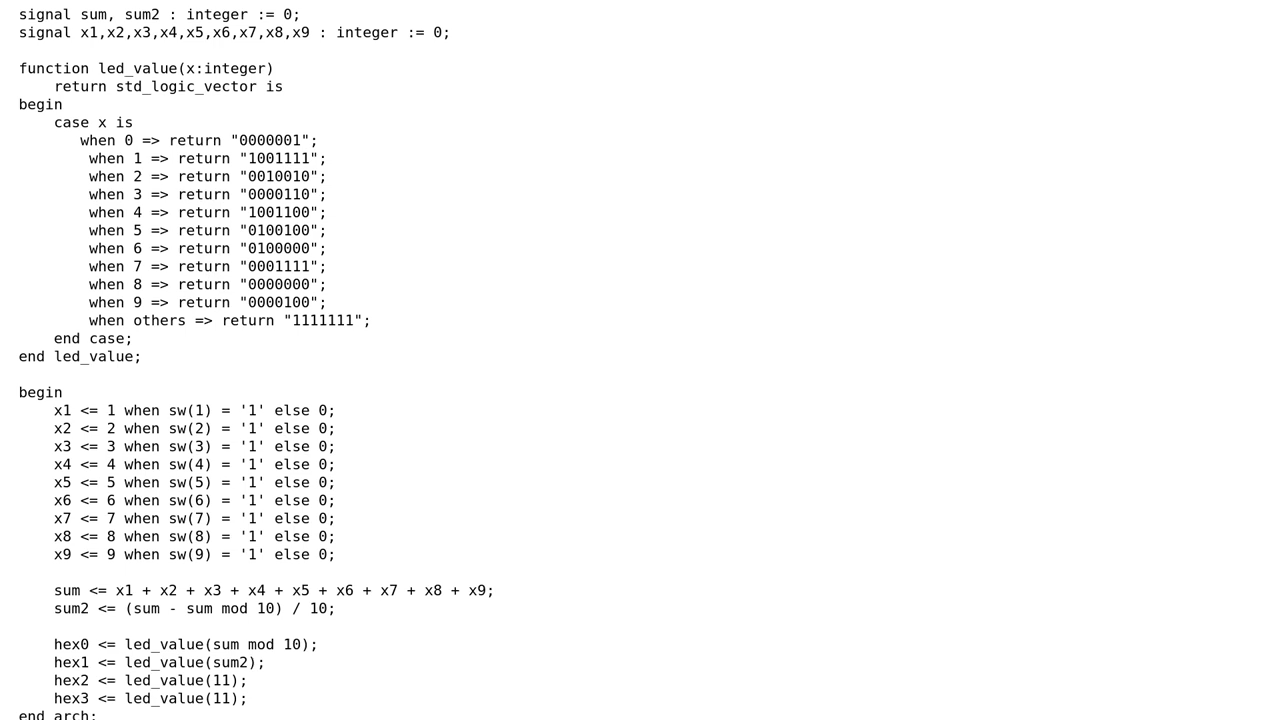 signal sum, sum2 : integer := 0;
signal x1,x2,x3,x4,x5,x6,x7,x8,x9 : integer := 0;

function led_value(x:integer)
    return std_logic_vector is
begin
    case x is
       when 0 => return "0000001";
        when 1 => return "1001111";
        when 2 => return "0010010";
        when 3 => return "0000110";
        when 4 => return "1001100";
        when 5 => return "0100100";
        when 6 => return "0100000";
        when 7 => return "0001111";
        when 8 => return "0000000";
        when 9 => return "0000100";
        when others => return "1111111";
    end case;
end led_value;

begin
    x1 <= 1 when sw(1) = '1' else 0;
    x2 <= 2 when sw(2) = '1' else 0;
    x3 <= 3 when sw(3) = '1' else 0;
    x4 <= 4 when sw(4) = '1' else 0;
    x5 <= 5 when sw(5) = '1' else 0;
    x6 <= 6 when sw(6) = '1' else 0;
    x7 <= 7 when sw(7) = '1' else 0;
    x8 <= 8 when sw(8) = '1' else 0;
    x9 <= 9 when sw(9) = '1' else 0;

    sum <= x1 + x2 + x3 + x4 + x5 + x6 + x7 + x8 + x9;
    sum2 <= (sum - sum mod 10) / 10;

    hex0 <= led_value(sum mod 10);
    hex1 <= led_value(sum2);
    hex2 <= led_value(11);
    hex3 <= led_value(11);
end arch;